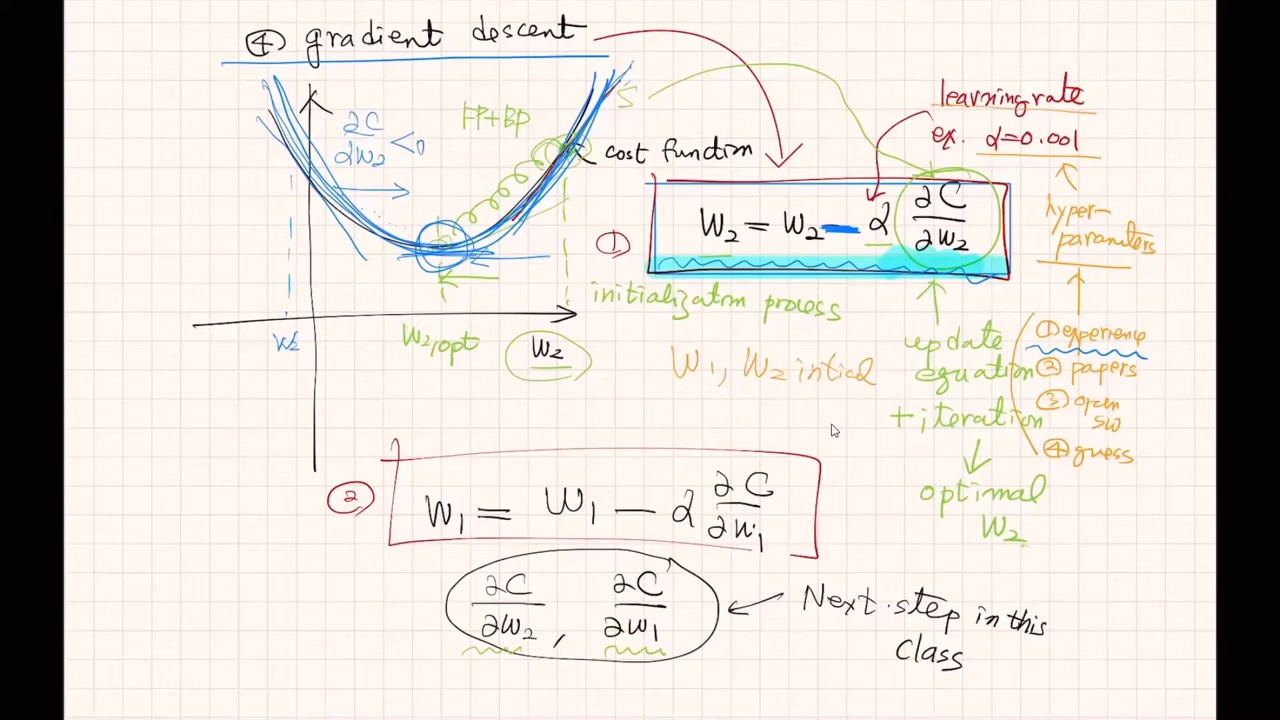 ④ gradient descent
∂C/∂W₂ < 0
FP+BP
S
cost function
learning rate
ex. α=0.001
① W₂ = W₂ - α ∂C/∂W₂
hyper-
parameters
initialization process
W₂
W₂,opt
W₂
W₁, W₂ intical
update
equation
+ iteration
optimal
W₂
① experience
② papers
③ open
SW
④ guess
② W₁ = W₁ - α ∂C/∂W₁
∂C/∂W₂, ∂C/∂W₁
Next step in this
class